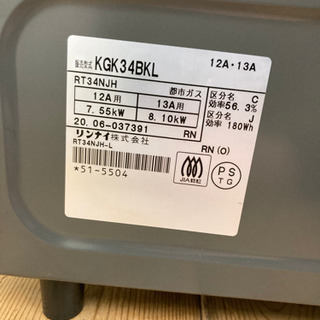 販売型式 KGK34BKL 12A・13A
RT34NJH 都市ガス
12A用 13A用
7.55kW 8.10kW
区分名 C
効率56.3%
区分名 J
効率 180Wh
20.06-037391 RN
リンナイ株式会社 RN(O)
RT34NJH-L
*51-5504
JIA認証
PS
TG